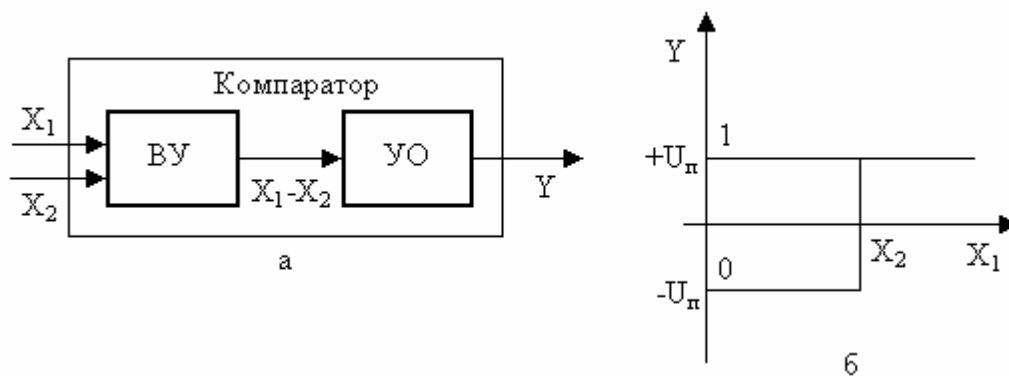 Компаратор
X₁
X₂
ВУ
X₁-X₂
УО
Y
а
Y
1
+Uп
0
-Uп
X₂
X₁
б